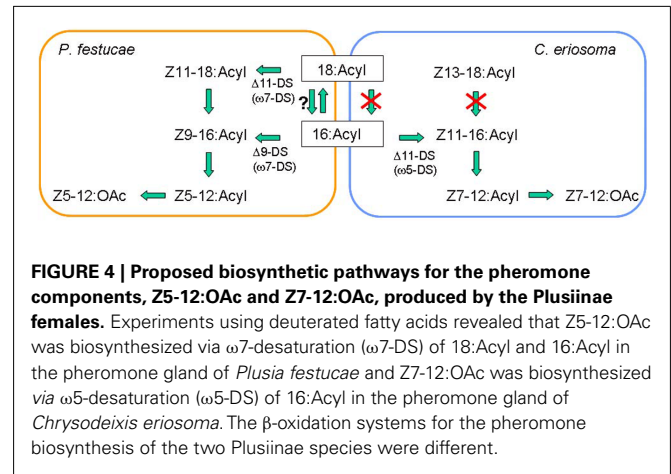 P. festucae
C. eriosoma
Z11-18:Acyl
Δ11-DS
(ω7-DS)
18:Acyl
Z13-18:Acyl
?
Z9-16:Acyl
Δ9-DS
(ω7-DS)
16:Acyl
Δ11-DS
(ω5-DS)
Z11-16:Acyl
Z5-12:OAc
Z5-12:Acyl
Z7-12:Acyl
Z7-12:OAc
FIGURE 4 | Proposed biosynthetic pathways for the pheromone
components, Z5-12:OAc and Z7-12:OAc, produced by the Plusiinae
females. Experiments using deuterated fatty acids revealed that Z5-12:OAc
was biosynthesized via ω7-desaturation (ω7-DS) of 18:Acyl and 16:Acyl in
the pheromone gland of Plusia festucae and Z7-12:OAc was biosynthesized
via ω5-desaturation (ω5-DS) of 16:Acyl in the pheromone gland of
Chrysodeixis eriosoma. The β-oxidation systems for the pheromone
biosynthesis of the two Plusiinae species were different.